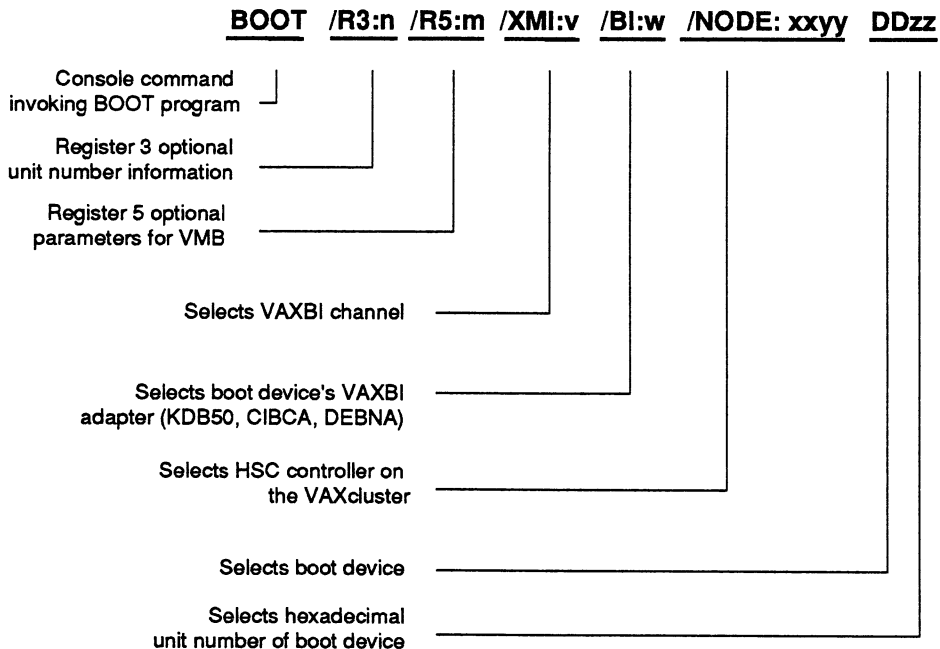 BOOT /R3:n /R5:m /XMI:v /BI:w /NODE: xxyy DDzz
Console command
invoking BOOT program
Register 3 optional
unit number information
Register 5 optional
parameters for VMB
Selects VAXBI channel
Selects boot device's VAXBI
adapter (KDB50, CIBCA, DEBNA)
Selects HSC controller on
the VAXcluster
Selects boot device
Selects hexadecimal
unit number of boot device